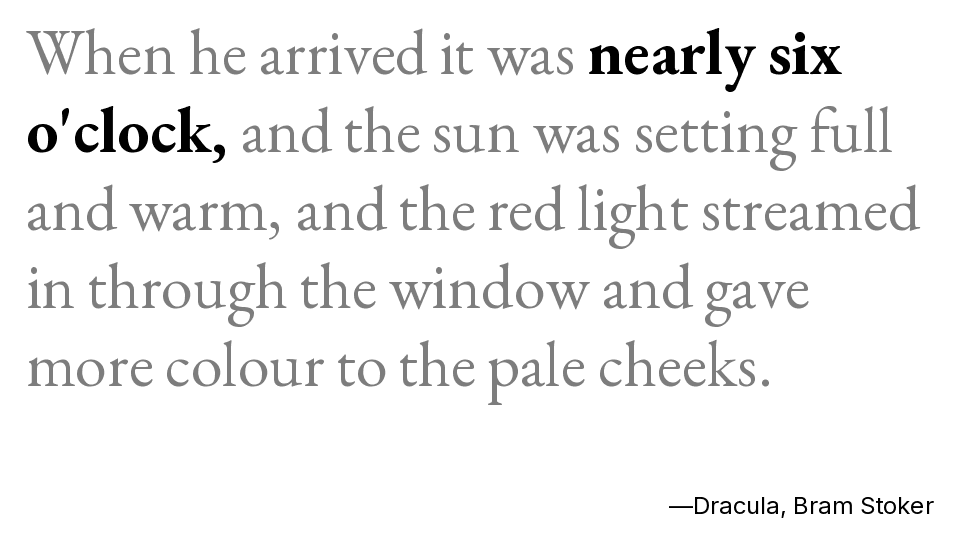 When he arrived it was nearly six
o'clock, and the sun was setting full
and warm, and the red light streamed
in through the window and gave
more colour to the pale cheeks.
—Dracula, Bram Stoker